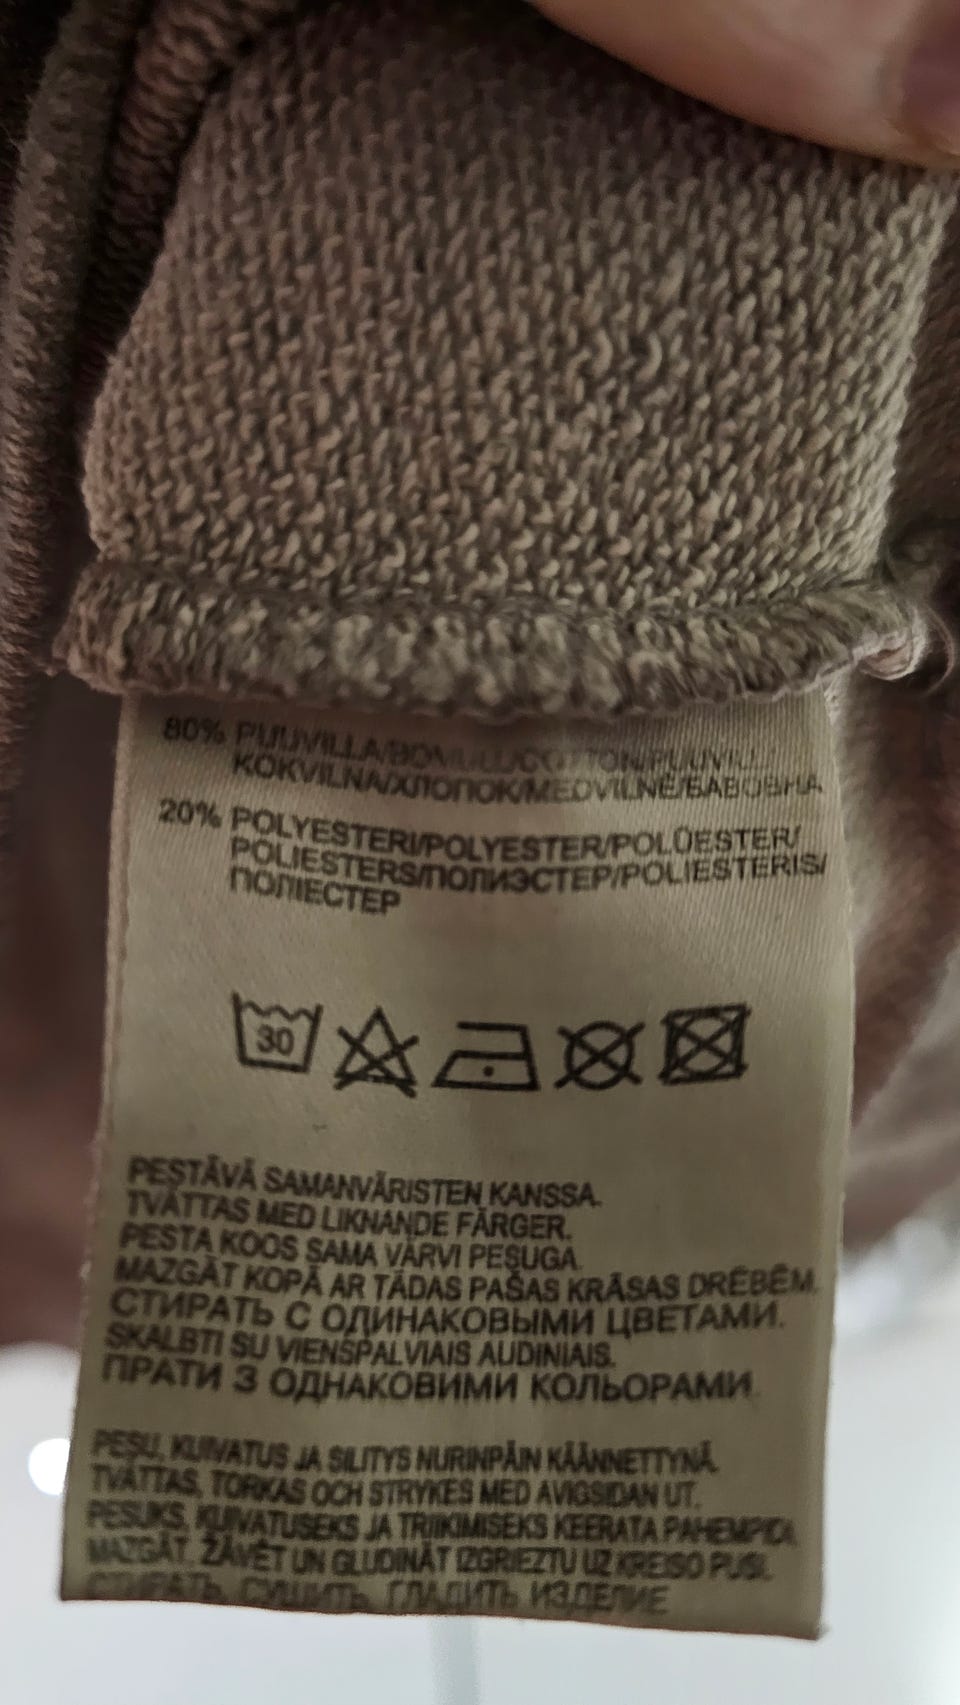 80% PUUVILLA/BOMULL/COTTON/PUUVILL/
KOKVILNA/ХЛОПОК/MEDVILNĖ/БАВОВНА
20% POLYESTERI/POLYESTER/POLÜESTER/
POLIESTERS/ПОЛИЭСТЕР/POLIESTERIS/
ПОЛІЕСТЕР
30
PESTÄVÄ SAMANVÄRISTEN KANSSA.
TVÄTTAS MED LIKNANDE FÄRGER.
PESTA KOOS SAMA VÄRVI PESUGA.
MAZGĀT KOPĀ AR TĀDAS PAŠAS KRĀSAS DRĒBĒM.
СТИРАТЬ С ОДИНАКОВЫМИ ЦВЕТАМИ.
SKALBTI SU VIENSPALVIAIS AUDINIAIS.
ПРАТИ З ОДНАКОВИМИ КОЛЬОРАМИ.
PESU, KUIVATUS JA SILITYS NURINPÄIN KÄÄNNETTYNÄ.
TVÄTTAS, TORKAS OCH STRYKES MED AVIGSIDAN UT.
PESUKS, KUIVATUSEKS JA TRIIKIMISEKS KEERATA PAHEMPIDI.
MAZGĀT, ŽĀVĒT UN GLUDINĀT IZGRIEZTU UZ KREISO PUSI.
СТИРАТЬ, СУШИТЬ, ГЛАДИТЬ ИЗДЕЛИЕ